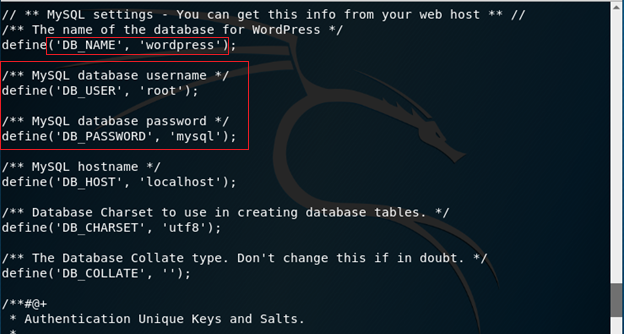 // ** MySQL settings - You can get this info from your web host ** //
/** The name of the database for WordPress */
define('DB_NAME', 'wordpress');
/** MySQL database username */
define('DB_USER', 'root');
/** MySQL database password */
define('DB_PASSWORD', 'mysql');
/** MySQL hostname */
define('DB_HOST', 'localhost');
/** Database Charset to use in creating database tables. */
define('DB_CHARSET', 'utf8');
/** The Database Collate type. Don't change this if in doubt. */
define('DB_COLLATE', '');
/**#@+
* Authentication Unique Keys and Salts.
*